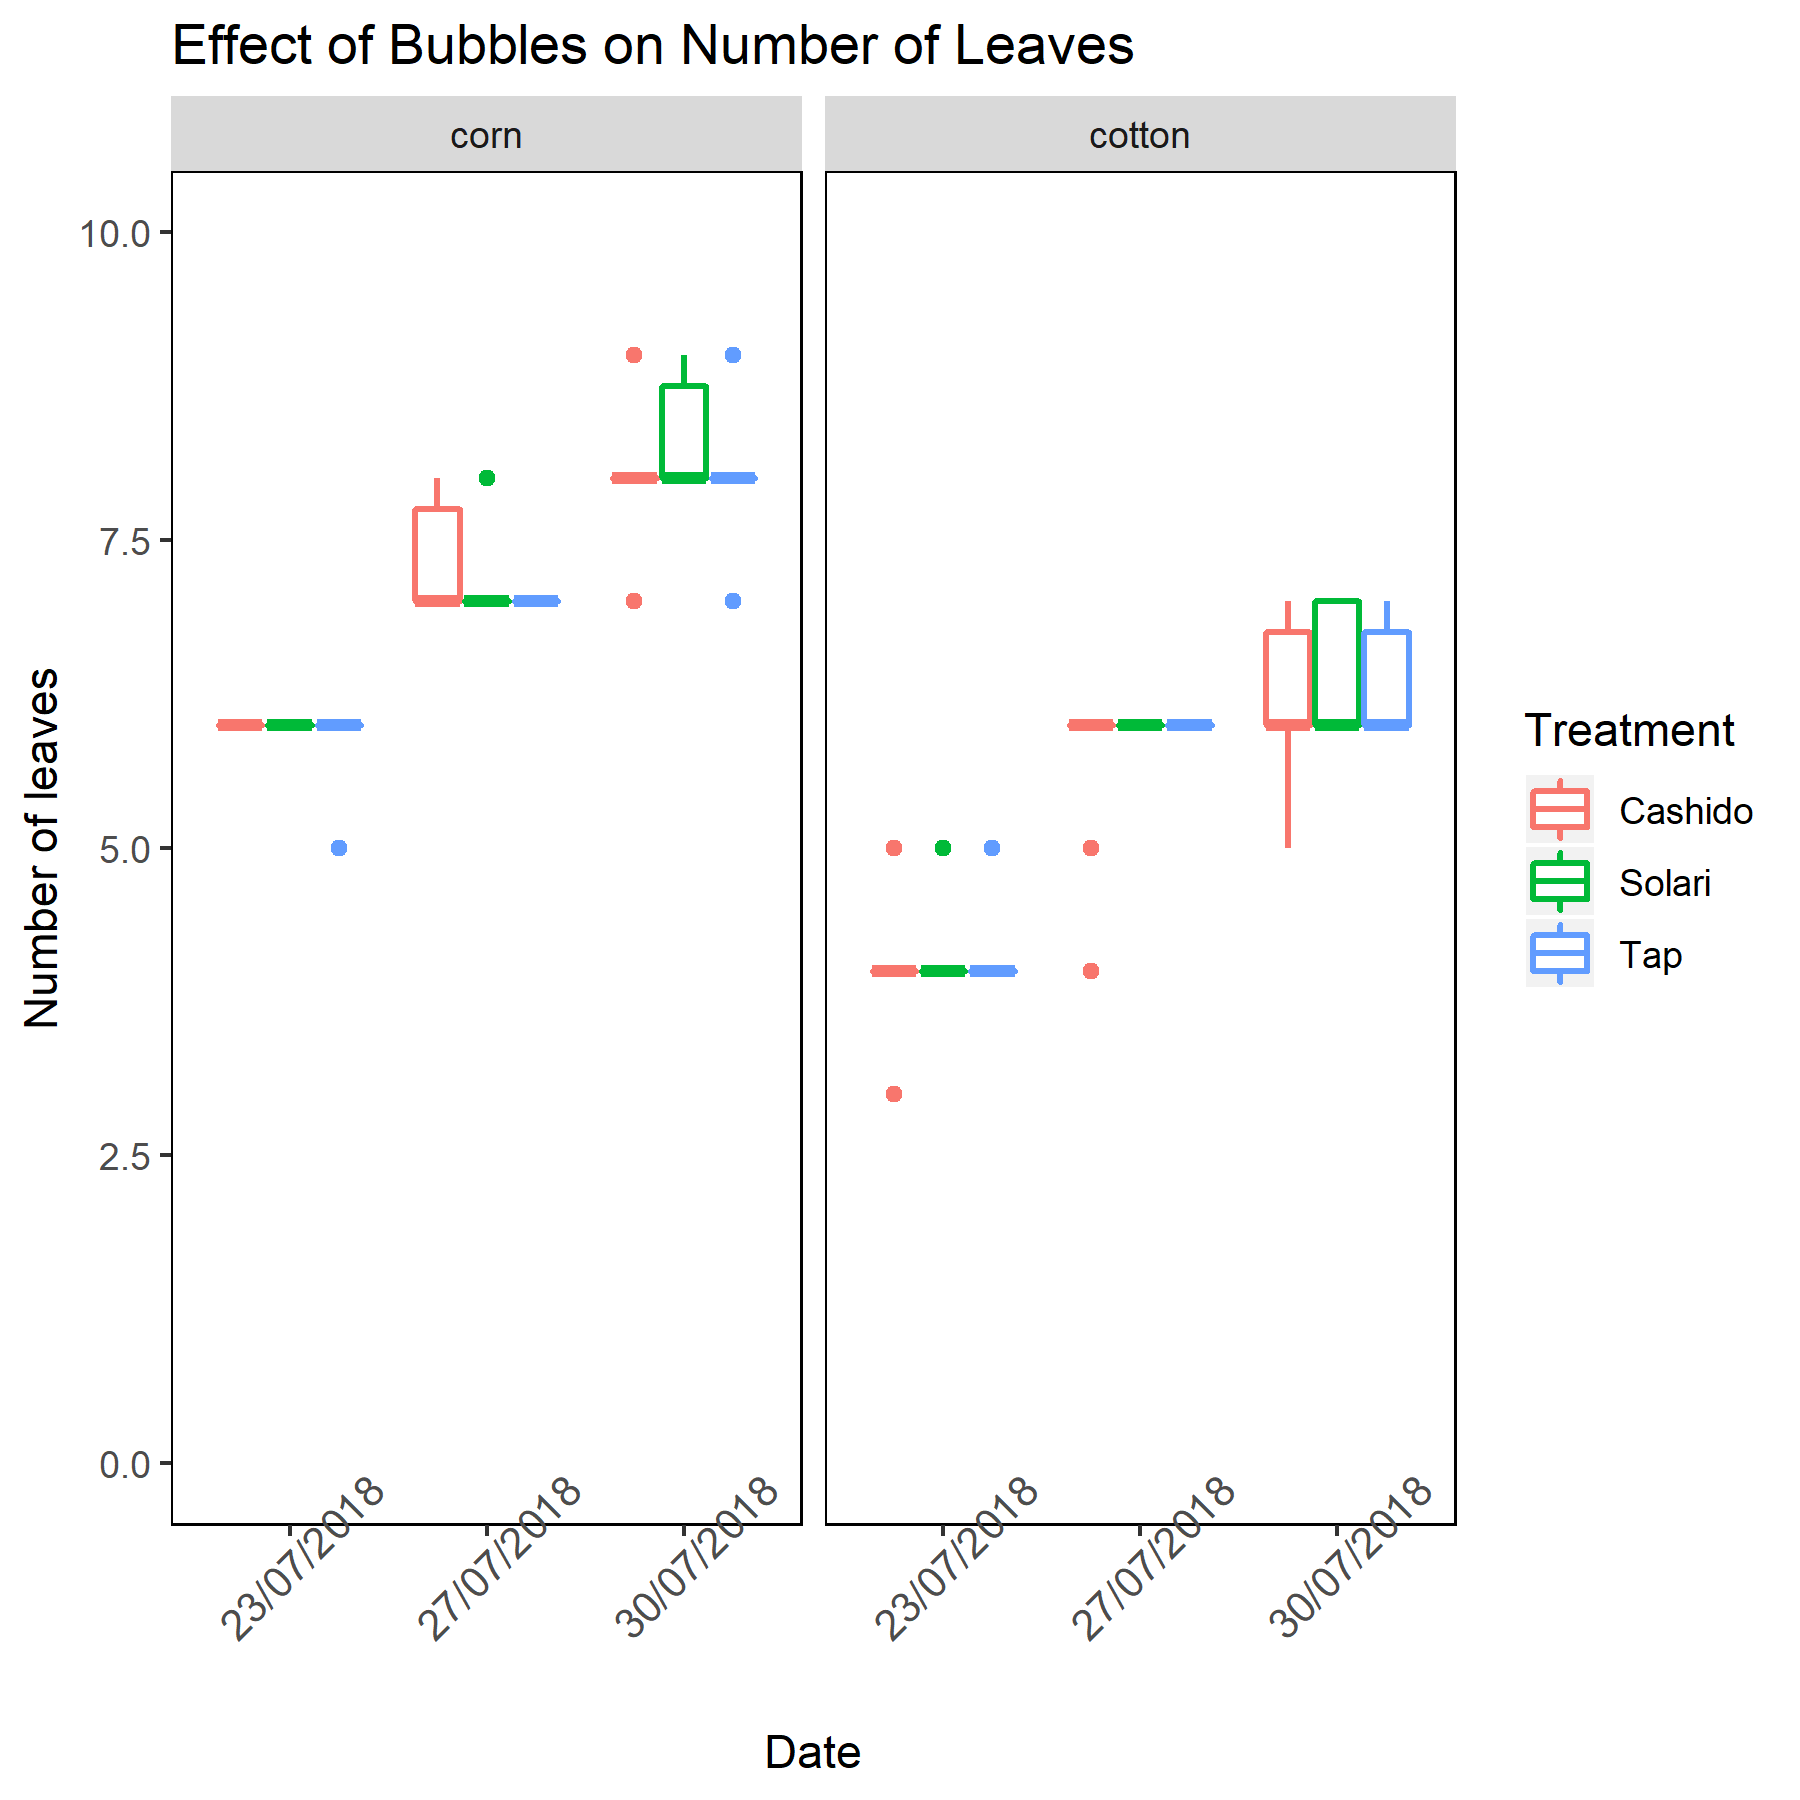 Effect of Bubbles on Number of Leaves
corn
cotton
10.0
7.5
5.0
2.5
0.0
Number of leaves
23/07/2018
27/07/2018
30/07/2018
23/07/2018
27/07/2018
30/07/2018
Date
Treatment
Cashido
Solari
Tap